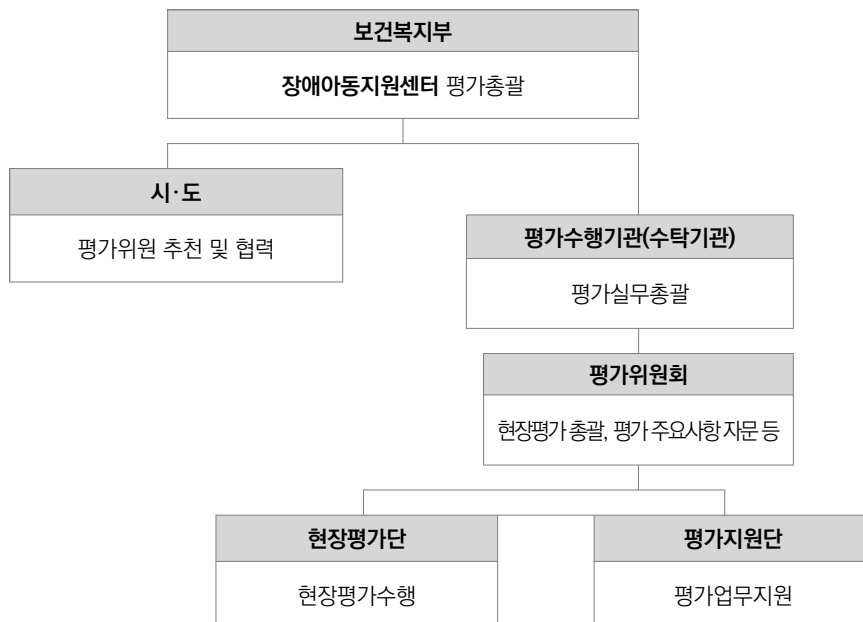 보건복지부
장애아동지원센터 평가총괄
시·도
평가위원 추천 및 협력
평가수행기관(수탁기관)
평가실무총괄
평가위원회
현장평가 총괄, 평가 주요사항 자문 등
현장평가단
현장평가수행
평가지원단
평가업무지원